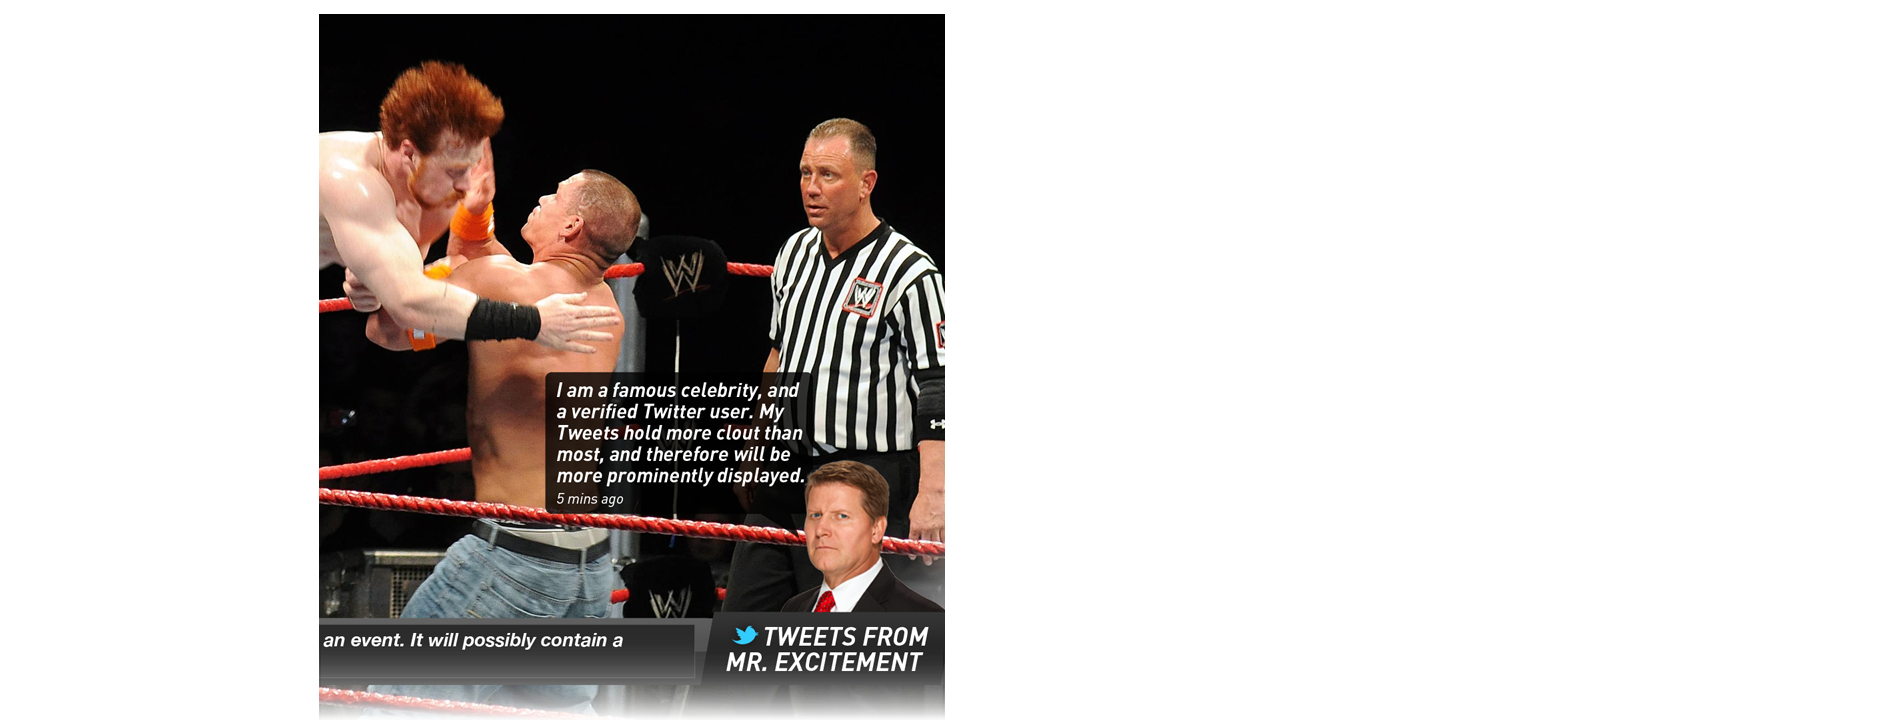 W
W
I am a famous celebrity, and
a verified Twitter user. My
Tweets hold more clout than
most, and therefore will be
more prominently displayed.
5 mins ago
W
an event. It will possibly contain a
TWEETS FROM
MR. EXCITEMENT